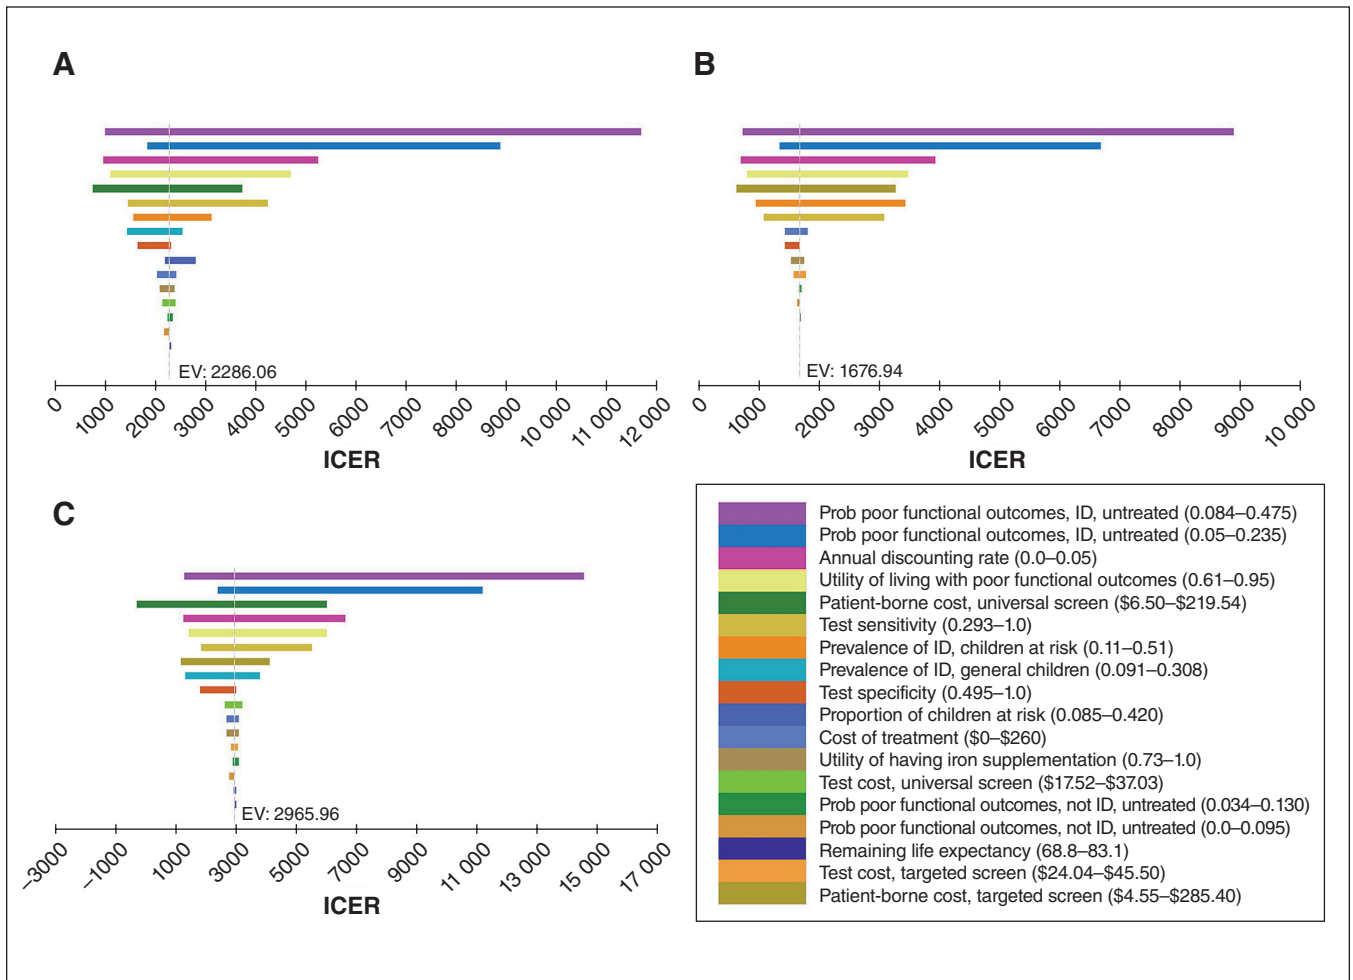 A
EV: 2286.06
0 1000 2000 3000 4000 5000 6000 7000 8000 9000 10 000 11 000 12 000
ICER
B
EV: 1676.94
0 1000 2000 3000 4000 5000 6000 7000 8000 9000 10 000
ICER
C
EV: 2965.96
–3000 –1000 1000 3000 5000 7000 9000 11 000 13 000 15 000 17 000
ICER
Prob poor functional outcomes, ID, untreated (0.084–0.475)
Prob poor functional outcomes, ID, untreated (0.05–0.235)
Annual discounting rate (0.0–0.05)
Utility of living with poor functional outcomes (0.61–0.95)
Patient-borne cost, universal screen ($6.50–$219.54)
Test sensitivity (0.293–1.0)
Prevalence of ID, children at risk (0.11–0.51)
Prevalence of ID, general children (0.091–0.308)
Test specificity (0.495–1.0)
Proportion of children at risk (0.085–0.420)
Cost of treatment ($0–$260)
Utility of having iron supplementation (0.73–1.0)
Test cost, universal screen ($17.52–$37.03)
Prob poor functional outcomes, not ID, untreated (0.034–0.130)
Prob poor functional outcomes, not ID, untreated (0.0–0.095)
Remaining life expectancy (68.8–83.1)
Test cost, targeted screen ($24.04–$45.50)
Patient-borne cost, targeted screen ($4.55–$285.40)